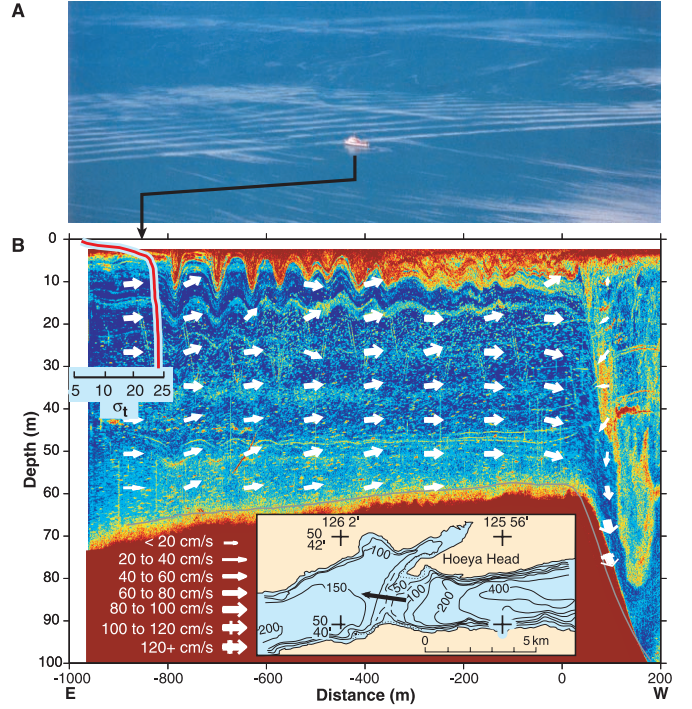 A
B
0
10
20
30
40
50
60
70
80
90
100
Depth (m)
5 10 20 25
σt
< 20 cm/s
20 to 40 cm/s
40 to 60 cm/s
60 to 80 cm/s
80 to 100 cm/s
100 to 120 cm/s
120+ cm/s
126 2'
125 56'
50
42'
100
Hoeya Head
150
50
100
200
400
200
50
40'
0
5 km
-1000 -800 -600 -400 -200 0 200
E
Distance (m)
W